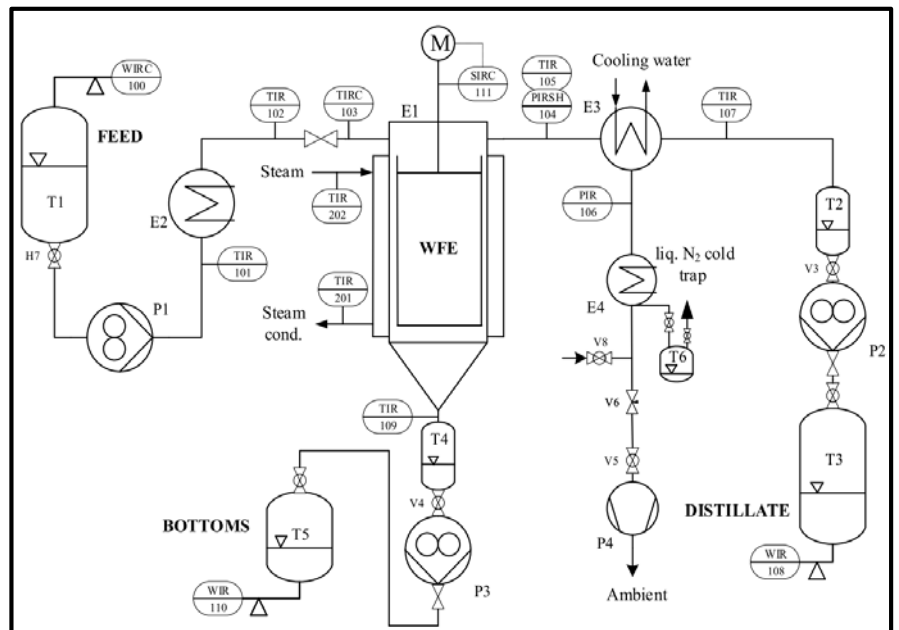 M
WIRC
100
FEED
T1
H7
P1
E2
TIR
101
TIR
102
TIRC
103
E1
SIRC
111
Steam
TIR
202
WFE
TIR
201
Steam
cond.
TIR
105
PIRSH
104
Cooling water
E3
TIR
107
PIR
106
liq. N₂ cold
trap
E4
T6
V8
V6
V5
P4
Ambient
T2
V3
P2
T3
DISTILLATE
WIR
108
TIR
109
T4
V4
P3
BOTTOMS
T5
WIR
110